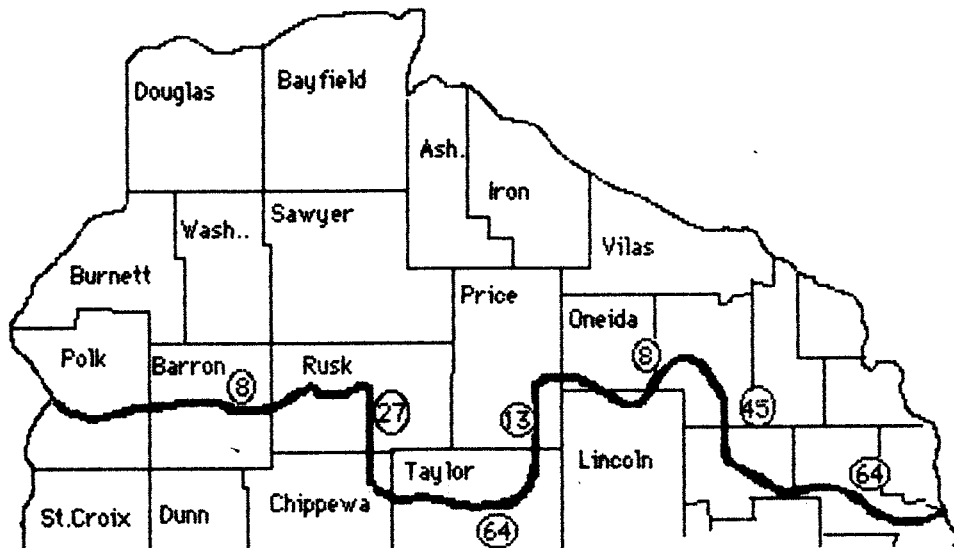 Bayfield
Douglas
Ash.
Iron
Sawyer
Wash..
Vilas
Burnett
Price
Oneida
Polk
Barron
Rusk
8
8
27
13
45
Taylor
Lincoln
64
Chippewa
St.Croix
Dunn
64